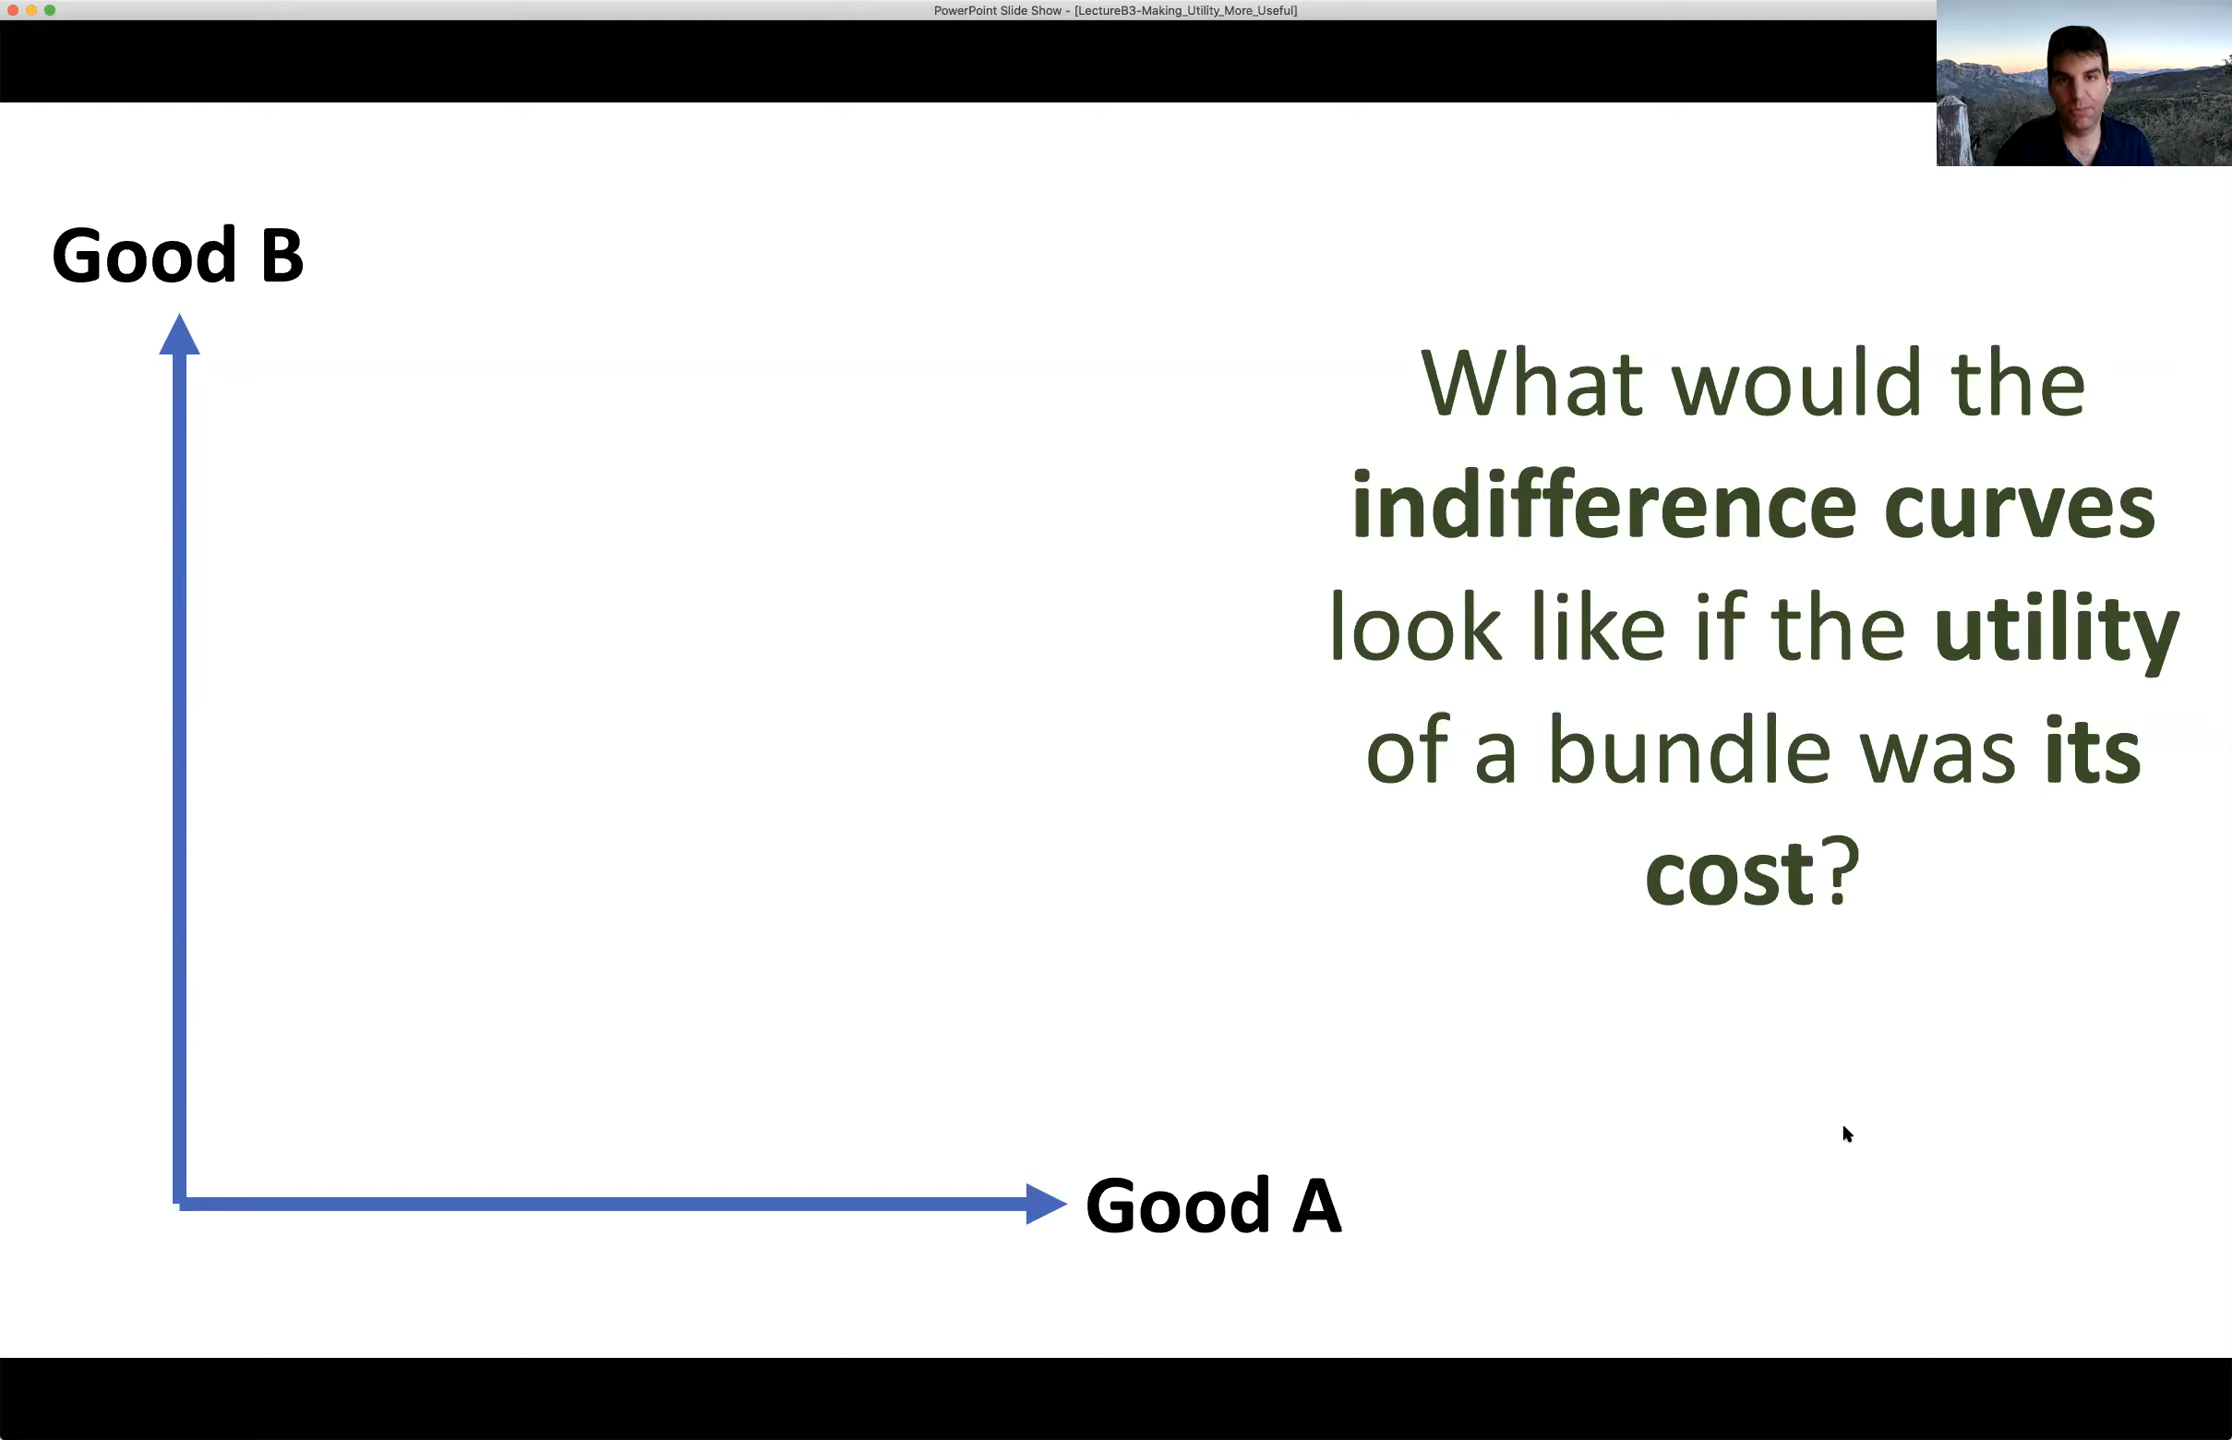 PowerPoint Slide Show - [LectureB3-Making_Utility_More_Useful]
Good B
What would the
indifference curves
look like if the utility
of a bundle was its
cost?
Good A